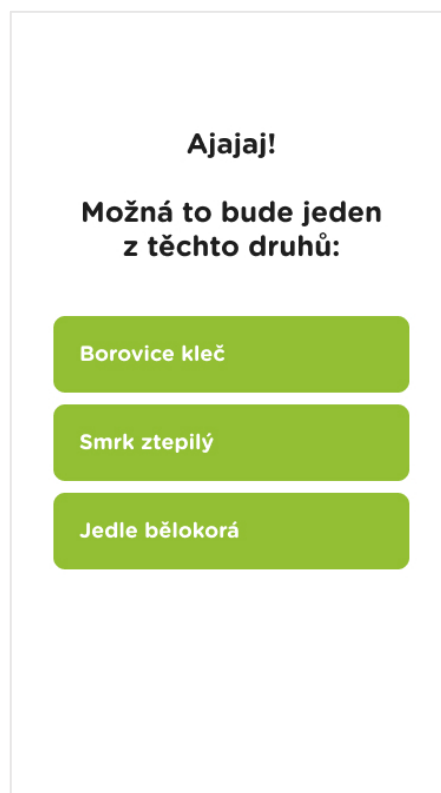 Ajajaj!
Možná to bude jeden
z těchto druhů:
Borovice kleč
Smrk ztepilý
Jedle bělokorá